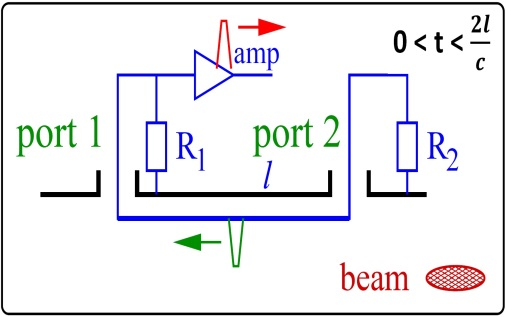 0 < t < 2l/c
amp
port 1
R1
port 2
R2
l
beam